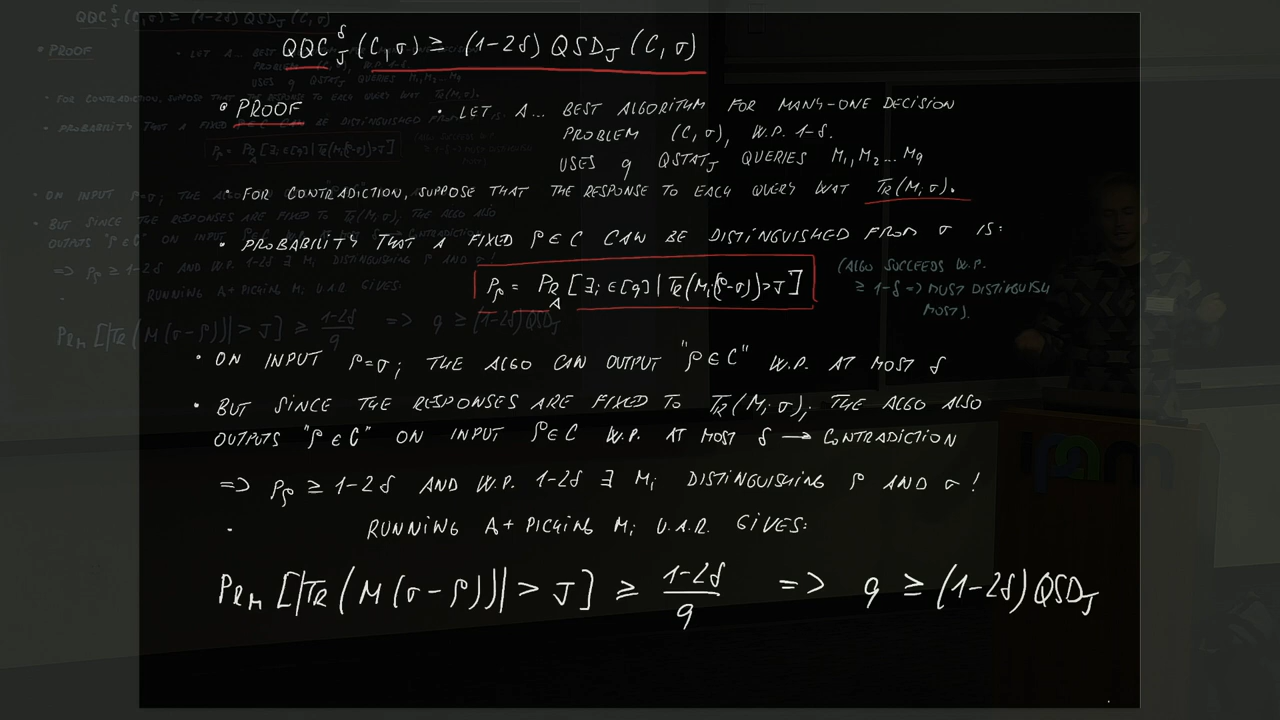 QQC^δ_J (C,σ) ≥ (1-2δ) QSD_J (C,σ)
• PROOF • LET A... BEST ALGORITHM FOR MANY-ONE DECISION
PROBLEM (C,σ), W.P. 1-δ.
USES q QSTAT_J QUERIES M_1, M_2 ... M_q
• FOR CONTRADICTION, SUPPOSE THAT THE RESPONSE TO EACH QUERY WAT TR(M_i σ).
• PROBABILITY THAT A FIXED ρ∈C CAN BE DISTINGUISHED FROM σ IS:
P_ρ = PR_A [∃i∈[q] | TR(M_i(ρ-σ))>J]
(ALGO SUCCEEDS W.P.
≥ 1-δ => MUST DISTINGUISH
MOST).
• ON INPUT ρ=σ; THE ALGO CAN OUTPUT "ρ∈C" W.P. AT MOST δ
• BUT SINCE THE RESPONSES ARE FIXED TO TR(M_i σ), THE ALGO ALSO
OUTPUTS "ρ∈C" ON INPUT ρ∈C W.P. AT MOST δ → CONTRADICTION
=> P_ρ ≥ 1-2δ AND W.P. 1-2δ ∃ M_i DISTINGUISHING ρ AND σ!
• RUNNING A + PICKING M_i U.A.R. GIVES:
PR_M [|TR(M(σ-ρ))| > J] ≥ (1-2δ)/q => q ≥ (1-2δ) QSD_J